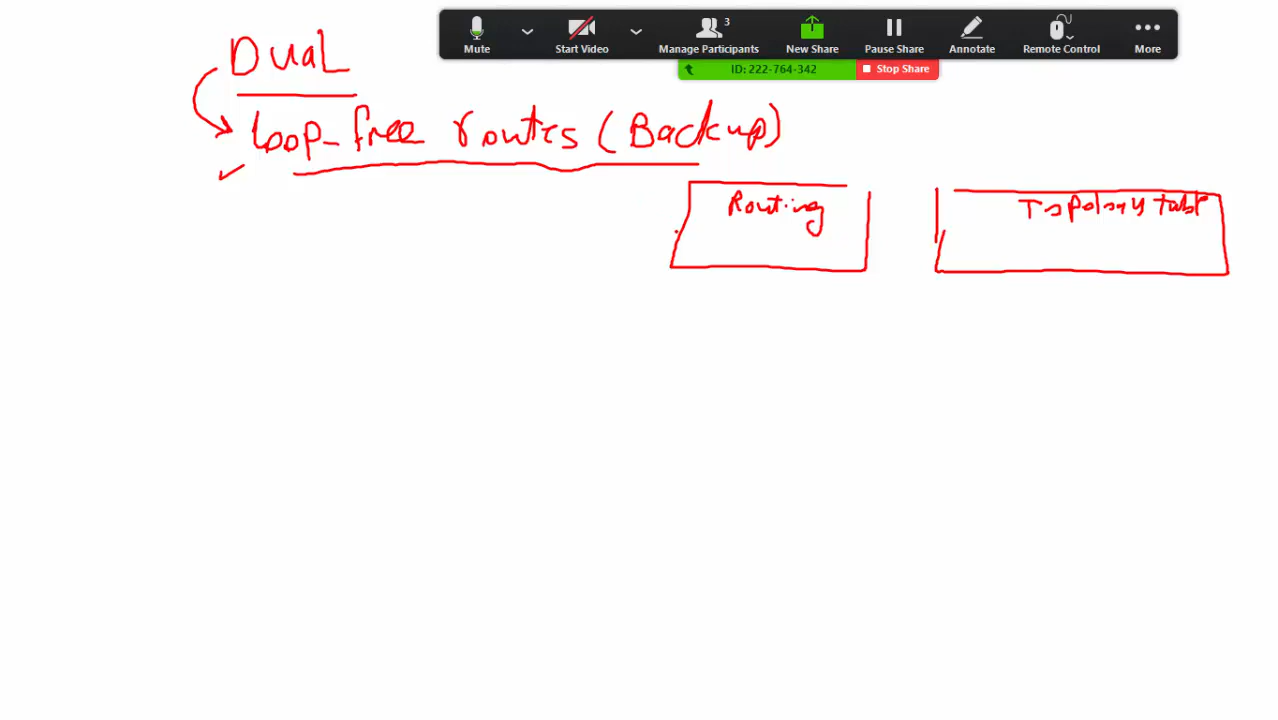 Mute
Start Video
3
Manage Participants
New Share
Pause Share
Annotate
Remote Control
More
ID: 222-764-342
Stop Share
DuaL
loop-free routes (Backup)
Routing
Topology table